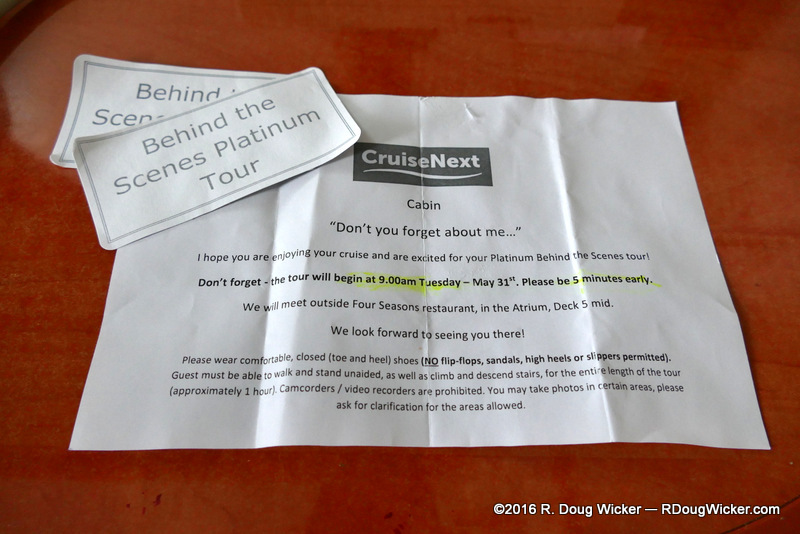 Behind the
Scenes
Behind the
Scenes Platinum
Tour
CruiseNext
Cabin
“Don’t you forget about me…”
I hope you are enjoying your cruise and are excited for your Platinum Behind the Scenes tour!
Don’t forget - the tour will begin at 9.00am Tuesday – May 31st. Please be 5 minutes early.
We will meet outside Four Seasons restaurant, in the Atrium, Deck 5 mid.
We look forward to seeing you there!
Please wear comfortable, closed (toe and heel) shoes (NO flip-flops, sandals, high heels or slippers permitted).
Guest must be able to walk and stand unaided, as well as climb and descend stairs, for the entire length of the tour
(approximately 1 hour). Camcorders / video recorders are prohibited. You may take photos in certain areas, please
ask for clarification for the areas allowed.
©2016 R. Doug Wicker — RDougWicker.com